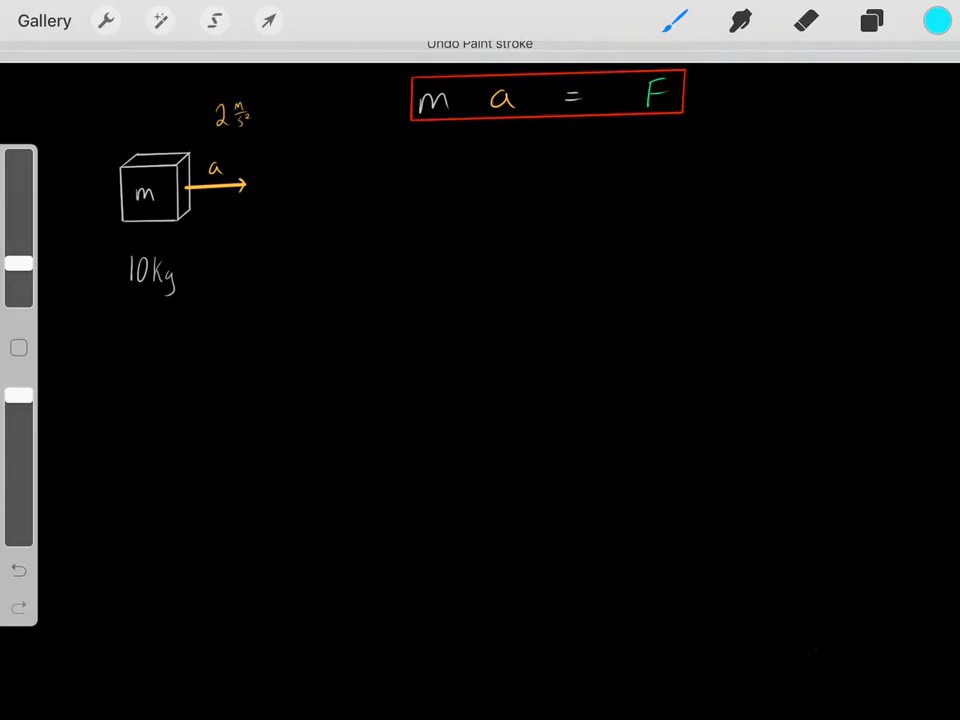 Gallery
Undo Paint stroke
m a = F
2 m/s²
a
m
10Kg